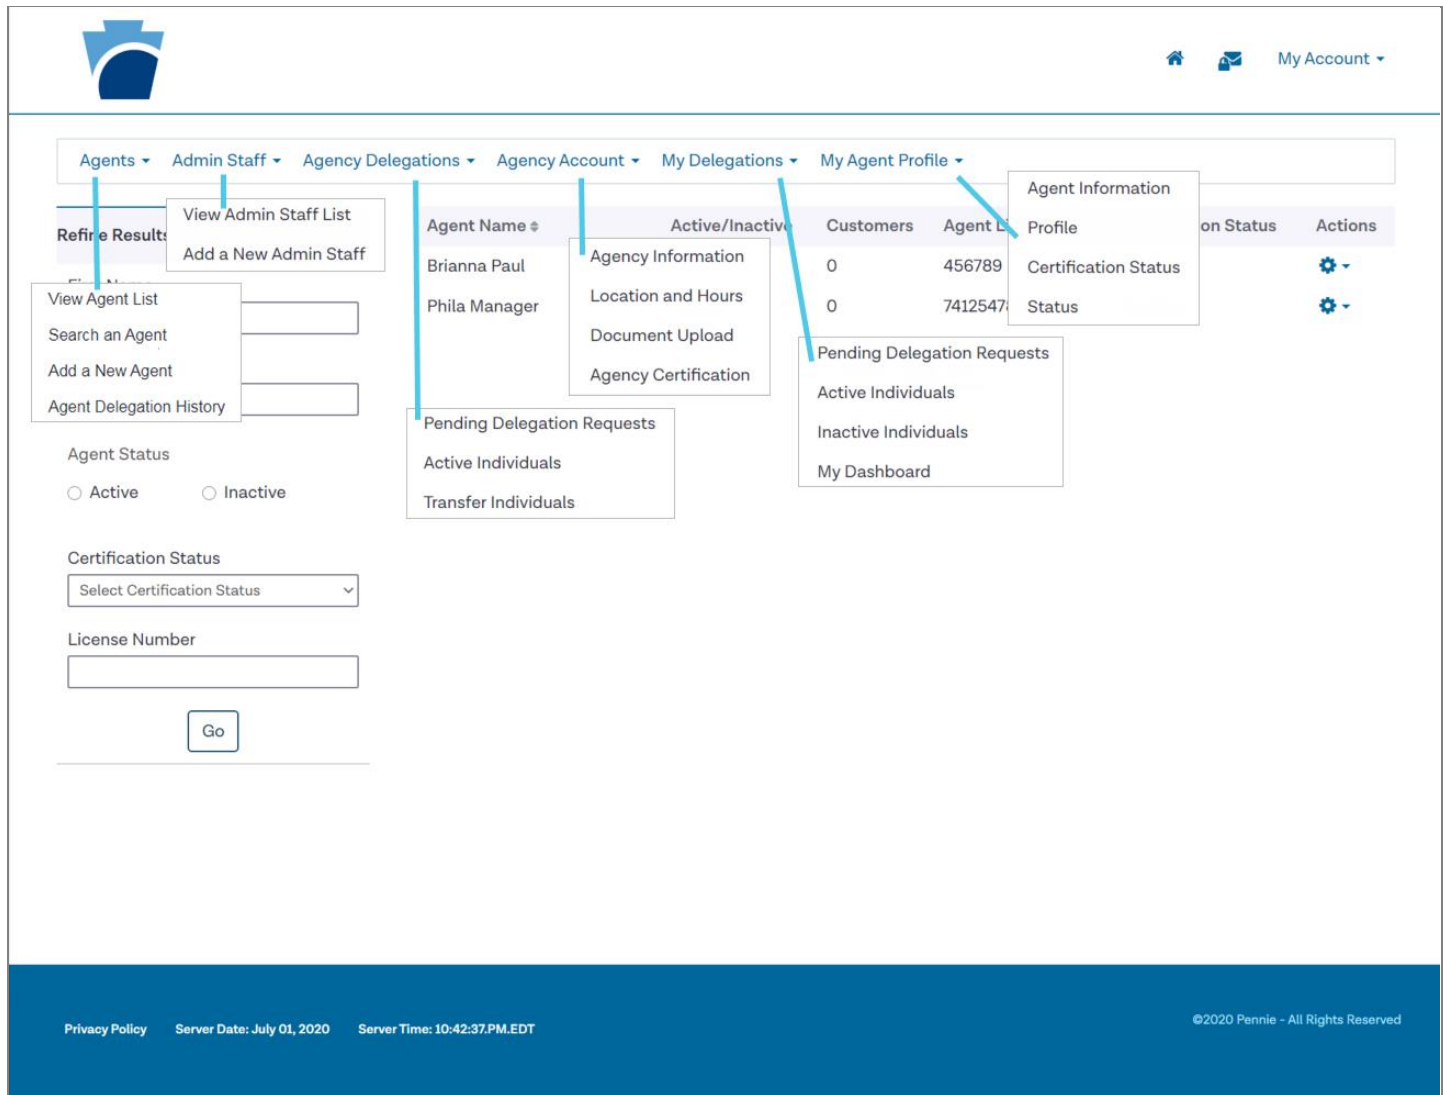 My Account
Agents Admin Staff Agency Delegations Agency Account My Delegations My Agent Profile
View Admin Staff List
Add a New Admin Staff
Agent Information
Profile
Certification Status
Status
Refine Results
Agent Name Active/Inactive Customers Agent on Status Actions
Brianna Paul 0 456789
Phila Manager 0 7412547
Agency Information
Location and Hours
Document Upload
Agency Certification
View Agent List
Search an Agent
Add a New Agent
Agent Delegation History
Pending Delegation Requests
Active Individuals
Inactive Individuals
My Dashboard
Pending Delegation Requests
Active Individuals
Transfer Individuals
Agent Status
Active Inactive
Certification Status
Select Certification Status
License Number
Go
Privacy Policy Server Date: July 01, 2020 Server Time: 10:42:37.PM.EDT
©2020 Pennie - All Rights Reserved